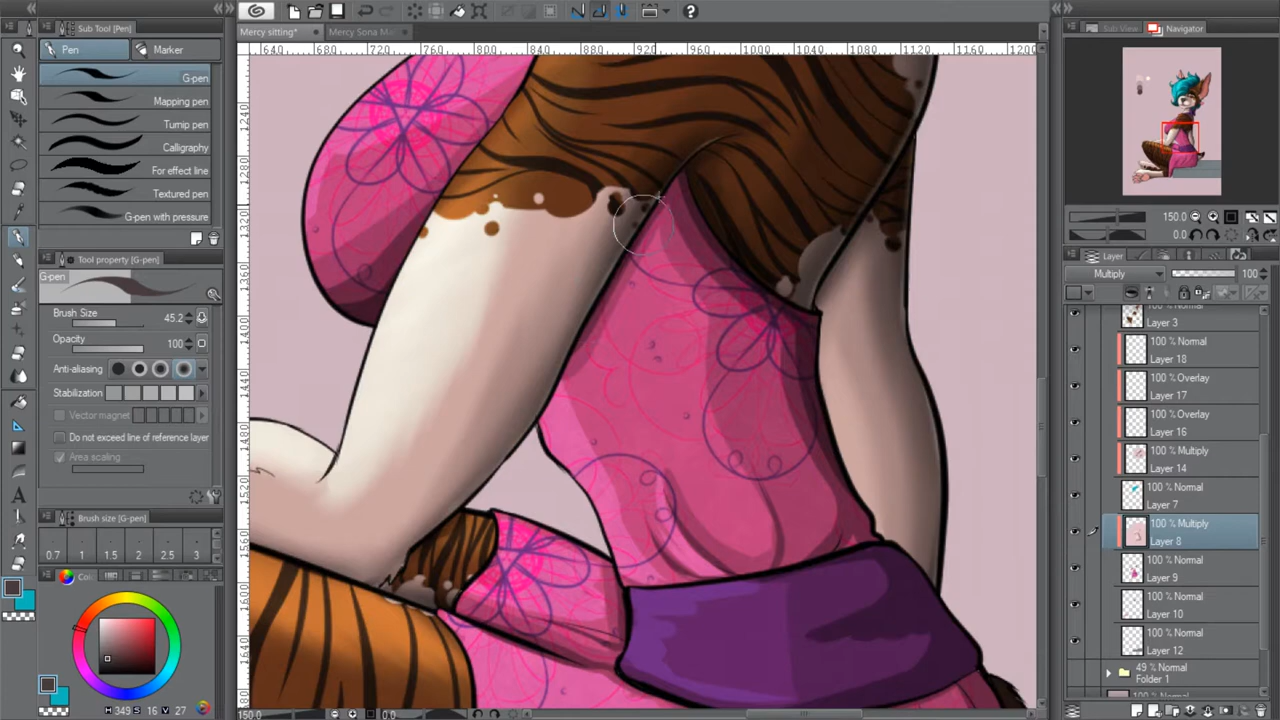 Sub Tool [Pen]
Pen
Marker
G-pen
Mapping pen
Turnip pen
Calligraphy
For effect line
Textured pen
G-pen with pressure
Tool property [G-pen]
G-pen
Brush Size
45.2
Opacity
100
Anti-aliasing
Stabilization
Vector magnet
Do not exceed line of reference layer
Area scaling
Brush size [G-pen]
0.7 1 1.5 2 2.5 3
H 349 S 16 V 27
Mercy sitting*
Mercy Sona Ma
640 680 720 760 800 840 880 920 960 1000 1040 1080 1120 1160 1200
150.0
0.0
Sub View
Navigator
150.0
0.0
Layer
Multiply
100
Layer 3
100 % Normal
Layer 18
100 % Overlay
Layer 17
100 % Overlay
Layer 16
100 % Multiply
Layer 14
100 % Normal
Layer 7
100 % Multiply
Layer 8
100 % Normal
Layer 9
100 % Normal
Layer 10
100 % Normal
Layer 12
49 % Normal
Folder 1